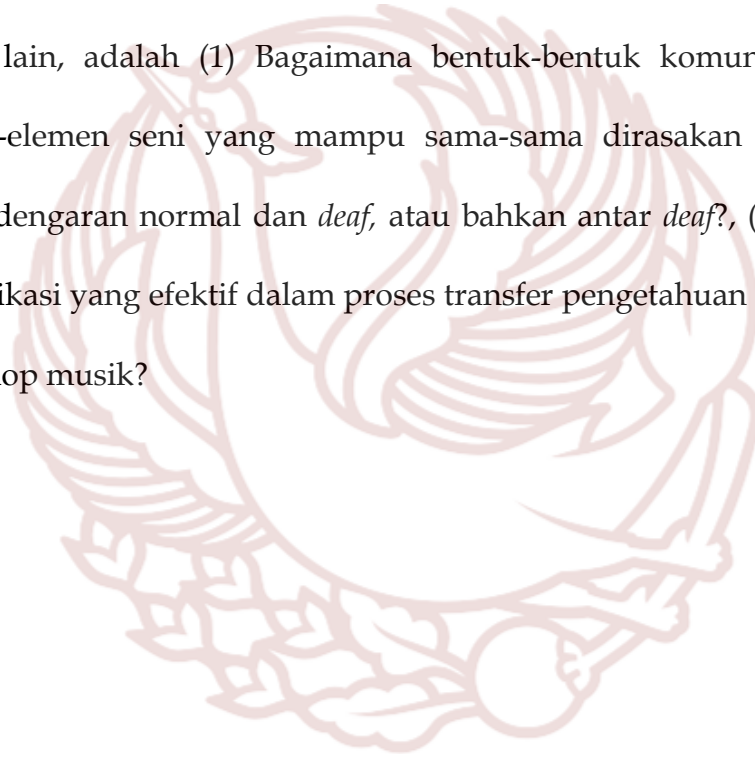 lain, adalah (1) Bagaimana bentuk-bentuk komun
-elemen seni yang mampu sama-sama dirasakan
dengaran normal dan deaf, atau bahkan antar deaf?, (
ikasi yang efektif dalam proses transfer pengetahuan
op musik?